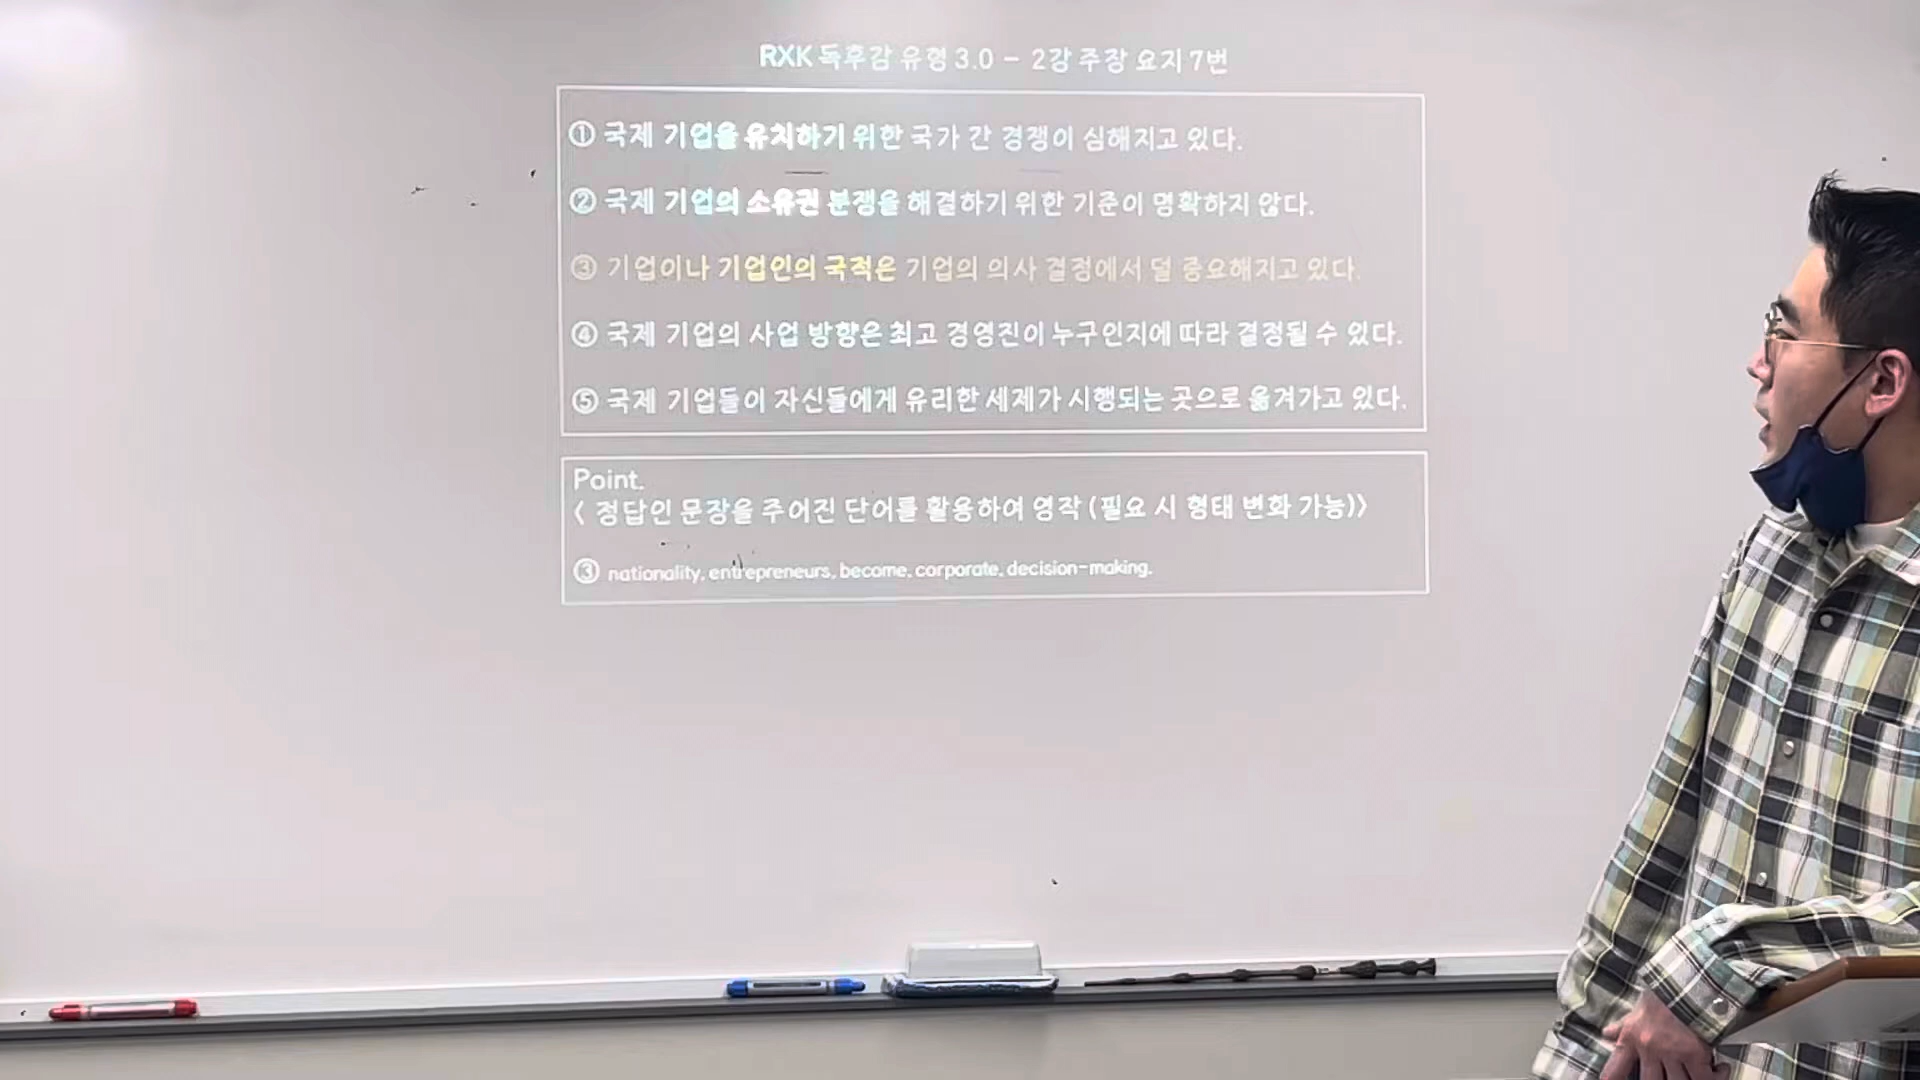 RXK 독후감 유형 3.0 - 2강 주장 요지 7번
① 국제 기업을 유치하기 위한 국가 간 경쟁이 심해지고 있다.
② 국제 기업의 소유권 분쟁을 해결하기 위한 기준이 명확하지 않다.
③ 기업이나 기업인의 국적은 기업의 의사 결정에서 덜 중요해지고 있다.
④ 국제 기업의 사업 방향은 최고 경영진이 누구인지에 따라 결정될 수 있다.
⑤ 국제 기업들이 자신들에게 유리한 세제가 시행되는 곳으로 옮겨가고 있다.
Point.
< 정답인 문장을 주어진 단어를 활용하여 영작 (필요 시 형태 변화 가능)>
③ nationality, entrepreneurs, become, corporate, decision-making.